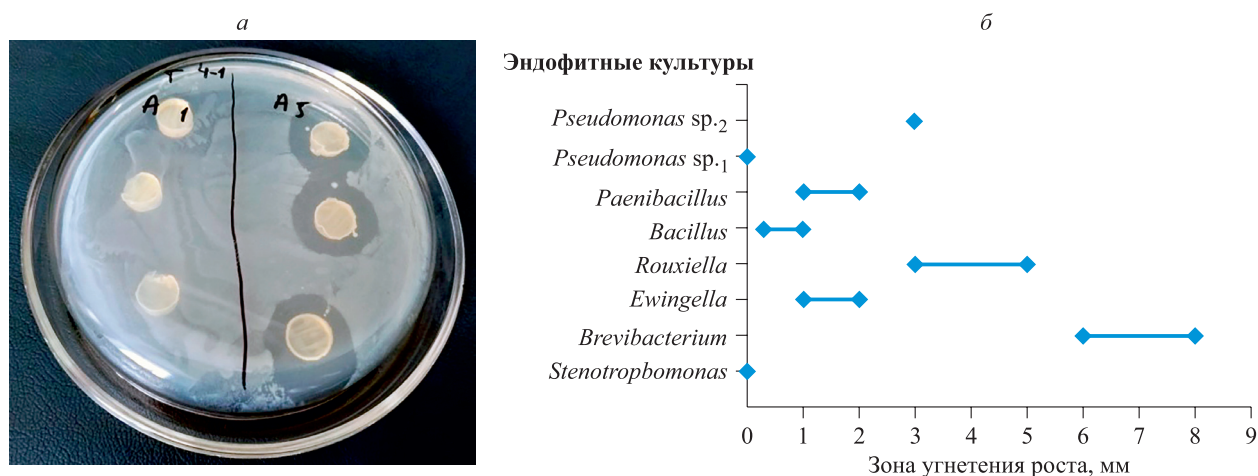 а
б
Т 4-1
А 1
А 5
Эндофитные культуры
Pseudomonas sp.2
Pseudomonas sp.1
Paenibacillus
Bacillus
Rouxiella
Ewingella
Brevibacterium
Stenotropbomonas
0 1 2 3 4 5 6 7 8 9
Зона угнетения роста, мм